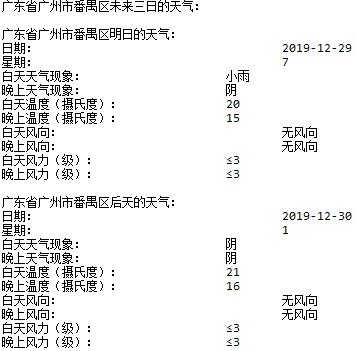 广东省广州市番禺区未来三日的天气:
广东省广州市番禺区明日的天气:
日期: 2019-12-29
星期: 7
白天天气现象: 小雨
晚上天气现象: 阴
白天温度（摄氏度）: 20
晚上温度（摄氏度）: 15
白天风向: 无风向
晚上风向: 无风向
白天风力（级）: ≤3
晚上风力（级）: ≤3
广东省广州市番禺区后天的天气:
日期: 2019-12-30
星期: 1
白天天气现象: 阴
晚上天气现象: 阴
白天温度（摄氏度）: 21
晚上温度（摄氏度）: 16
白天风向: 无风向
晚上风向: 无风向
白天风力（级）: ≤3
晚上风力（级）: ≤3